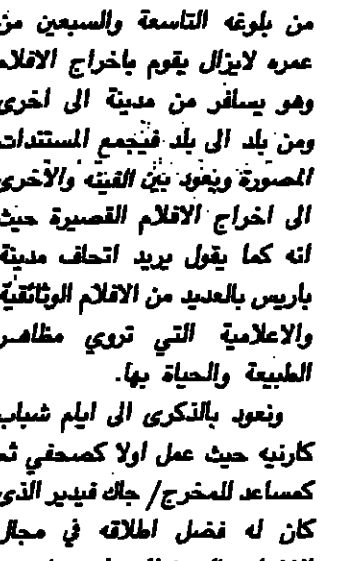 من بلوغه التاسعة والسبعين من
عمره لايزال يقوم باخراج الافلام
وهو يسافر من مدينة الى اخرى
ومن بلد الى بلد فيجمع المستندات
المصورة ويعود بين الفينه والآخرى
الى اخراج الافلام القصيرة حيث
انه كما يقول يريد اتحاف مدينة
باريس بالعديد من الافلام الوثائقية
والاعلامية التي تروي مظاهر
الطبيعة والحياة بها.
ونعود بالذكرى الى ايام شباب
كارنيه حيث عمل اولا كصحفي ثم
كمساعد للمخرج/ جاك فيدير الذي
كان له فضل اطلاقه في مجال